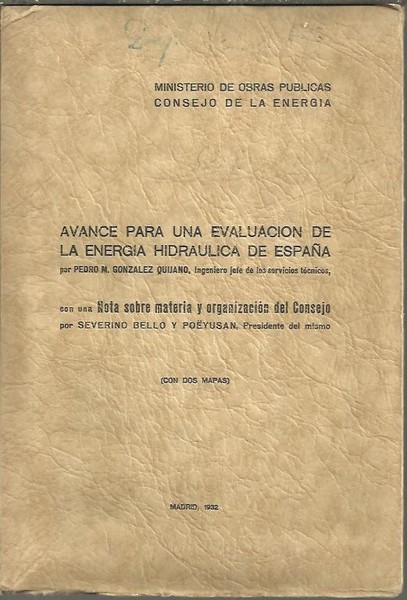 MINISTERIO DE OBRAS PUBLICAS
CONSEJO DE LA ENERGIA
AVANCE PARA UNA EVALUACION DE
LA ENERGIA HIDRAULICA DE ESPAÑA
por PEDRO M. GONZALEZ QUIJANO, Ingeniero jefe de los servicios técnicos,
con una Nota sobre materia y organización del Consejo
por SEVERINO BELLO Y POËYUSAN, Presidente del mismo
(CON DOS MAPAS)
MADRID, 1932